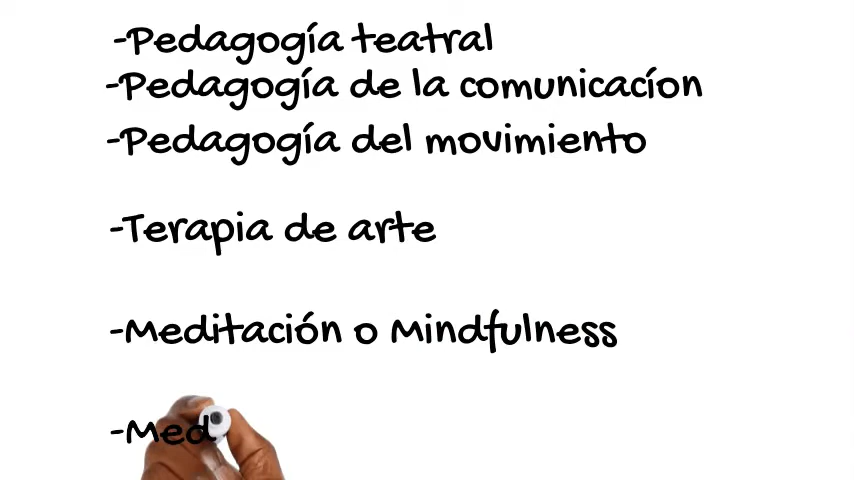 -Pedagogía teatral
-Pedagogía de la comunicacíon
-Pedagogía del movimiento
-Terapia de arte
-Meditación o Mindfulness
-Med